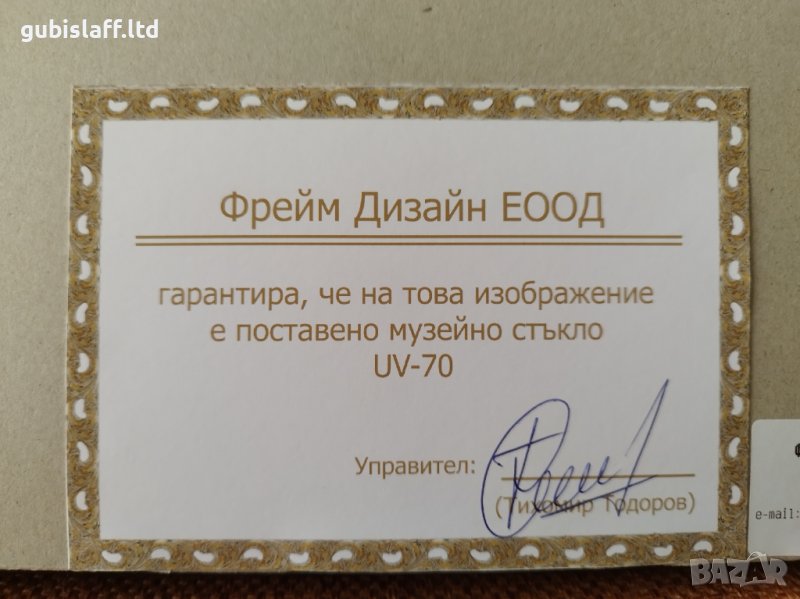 gubislaff.ltd
Фрейм Дизайн ЕООД
гарантира, че на това изображение
е поставено музейно стъкло
UV-70
Управител:
(Тихомир Тодоров)
e-mail:
BAZAR